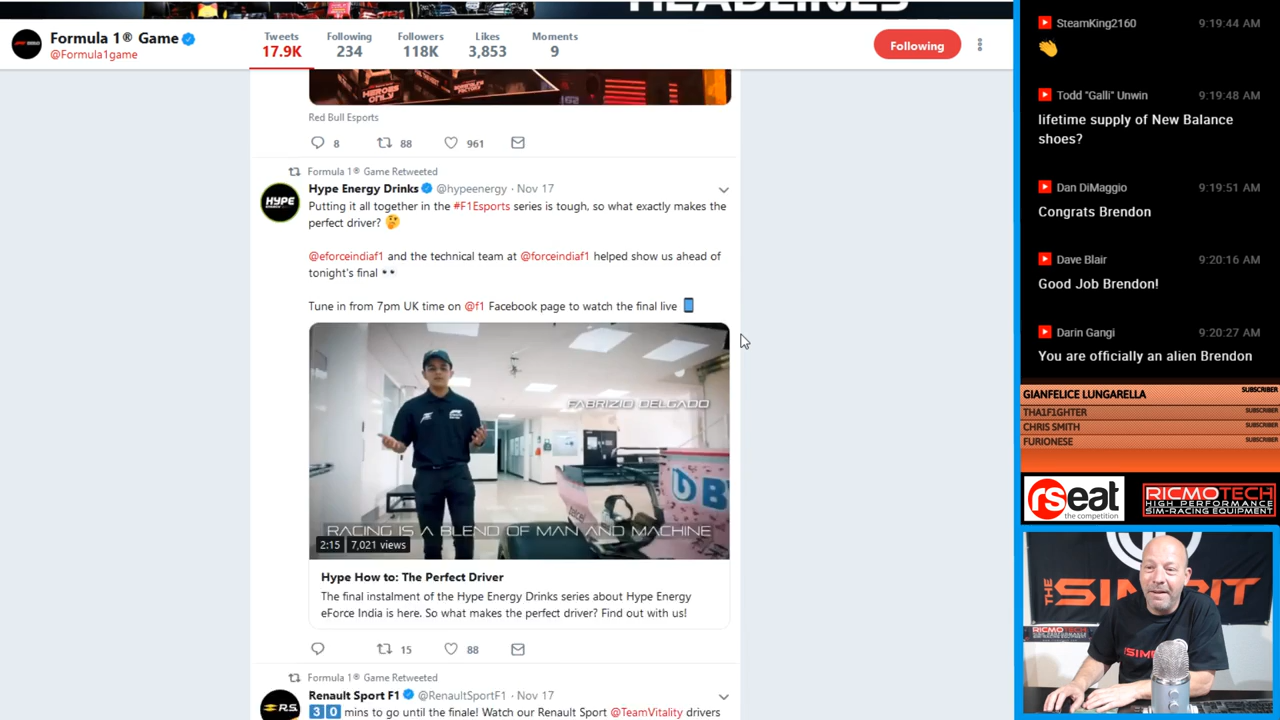 Formula 1® Game
@Formula1game
Tweets
17.9K
Following
234
Followers
118K
Likes
3,853
Moments
9
Following
HEROES
ONLY
Red Bull Esports
8
88
961
Formula 1® Game Retweeted
HYPE
Hype Energy Drinks @hypeenergy · Nov 17
Putting it all together in the #F1Esports series is tough, so what exactly makes the
perfect driver? 🤔
@eforceindiaf1 and the technical team at @forceindiaf1 helped show us ahead of
tonight's final 👀
Tune in from 7pm UK time on @f1 Facebook page to watch the final live 📱
FABRIZIO DELGADO
RACING IS A BLEND OF MAN AND MACHINE
2:15 7,021 views
Hype How to: The Perfect Driver
The final instalment of the Hype Energy Drinks series about Hype Energy
eForce India is here. So what makes the perfect driver? Find out with us!
15
88
Formula 1® Game Retweeted
R.S.
Renault Sport F1 @RenaultSportF1 · Nov 17
3 0 mins to go until the finale! Watch our Renault Sport @TeamVitality drivers
SteamKing2160 9:19:44 AM
👏
Todd "Galli" Unwin 9:19:48 AM
lifetime supply of New Balance
shoes?
Dan DiMaggio 9:19:51 AM
Congrats Brendon
Dave Blair 9:20:16 AM
Good Job Brendon!
Darin Gangi 9:20:27 AM
You are officially an alien Brendon
GIANFELICE LUNGARELLA SUBSCRIBER
THA1F1GHTER SUBSCRIBER
CHRIS SMITH SUBSCRIBER
FURIONESE SUBSCRIBER
rseat
the competition
RICMOTECH
HIGH PERFORMANCE
SIM-RACING EQUIPMENT
THE
RICMOTECH